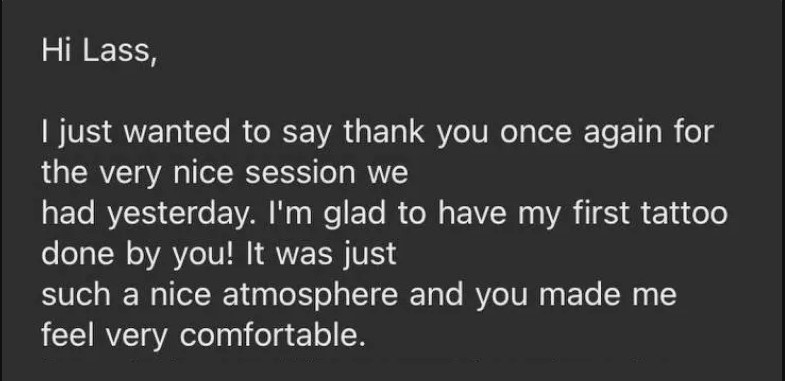 Hi Lass,
I just wanted to say thank you once again for
the very nice session we
had yesterday. I'm glad to have my first tattoo
done by you! It was just
such a nice atmosphere and you made me
feel very comfortable.